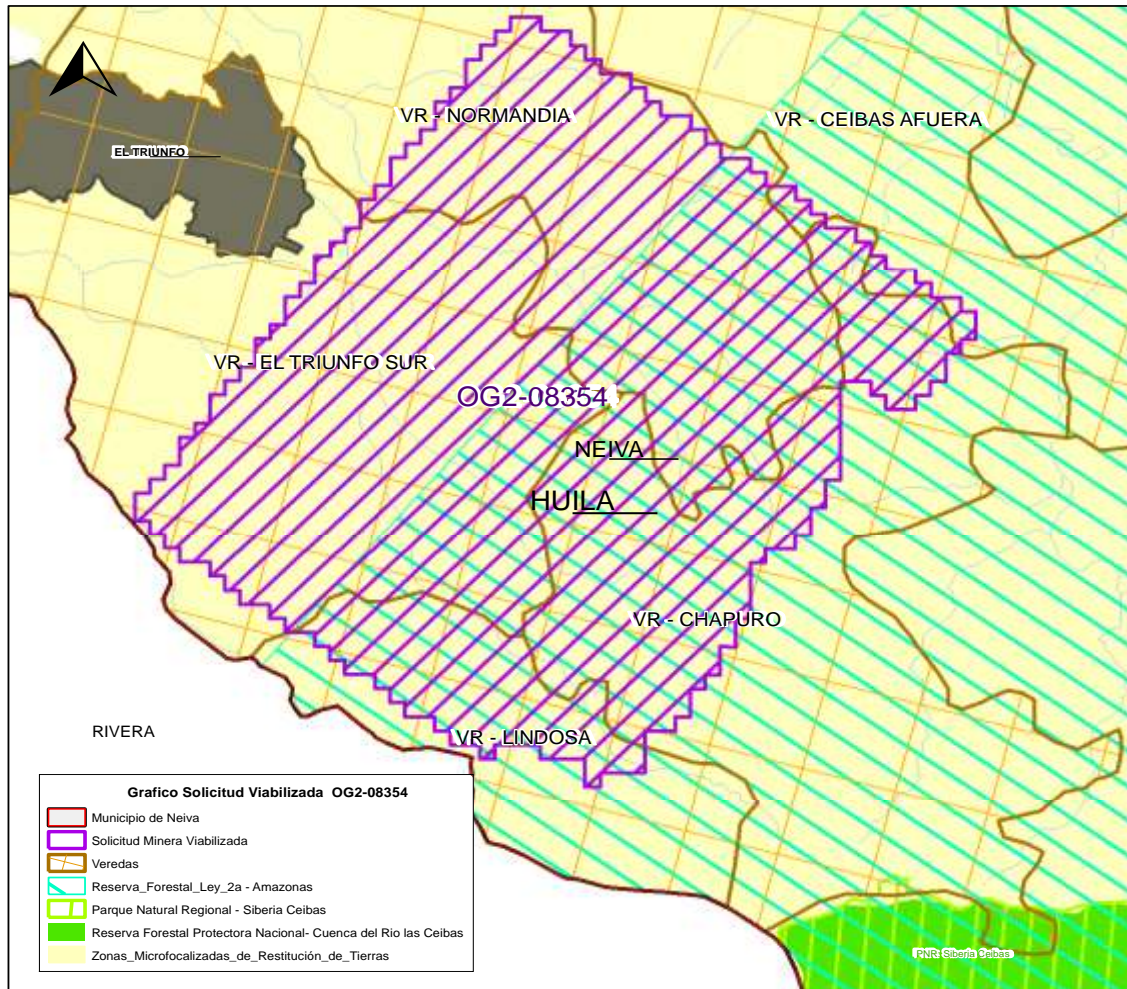 VR - NORMANDIA
VR - CEIBAS AFUERA
EL TRIUNFO
VR - EL TRIUNFO SUR
OG2-08354
NEIVA
HUILA
VR - CHAPURO
RIVERA
VR - LINDOSA
Grafico Solicitud Viabilizada OG2-08354
Municipio de Neiva
Solicitud Minera Viabilizada
Veredas
Reserva_Forestal_Ley_2a - Amazonas
Parque Natural Regional - Siberia Ceibas
Reserva Forestal Protectora Nacional- Cuenca del Rio las Ceibas
Zonas_Microfocalizadas_de_Restitución_de_Tierras
PNR: Siberia Ceibas